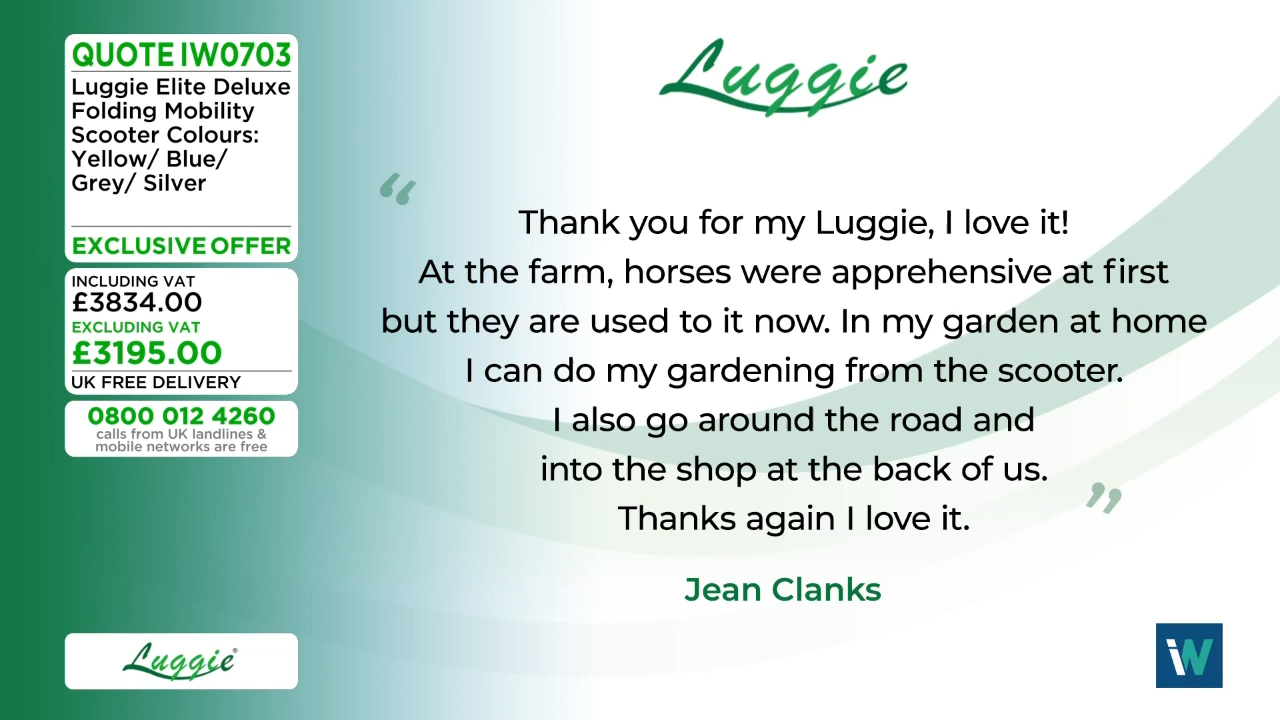 QUOTE IW0703
Luggie Elite Deluxe
Folding Mobility
Scooter Colours:
Yellow/ Blue/
Grey/ Silver
EXCLUSIVE OFFER
INCLUDING VAT
£3834.00
EXCLUDING VAT
£3195.00
UK FREE DELIVERY
0800 012 4260
calls from UK landlines &
mobile networks are free
Luggie®
Luggie
“
Thank you for my Luggie, I love it!
At the farm, horses were apprehensive at first
but they are used to it now. In my garden at home
I can do my gardening from the scooter.
I also go around the road and
into the shop at the back of us.
Thanks again I love it.
”
Jean Clanks
iW